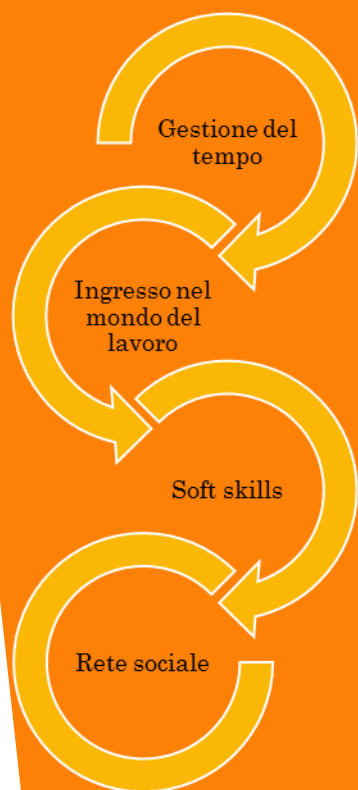 Gestione del
tempo
Ingresso nel
mondo del
lavoro
Soft skills
Rete sociale